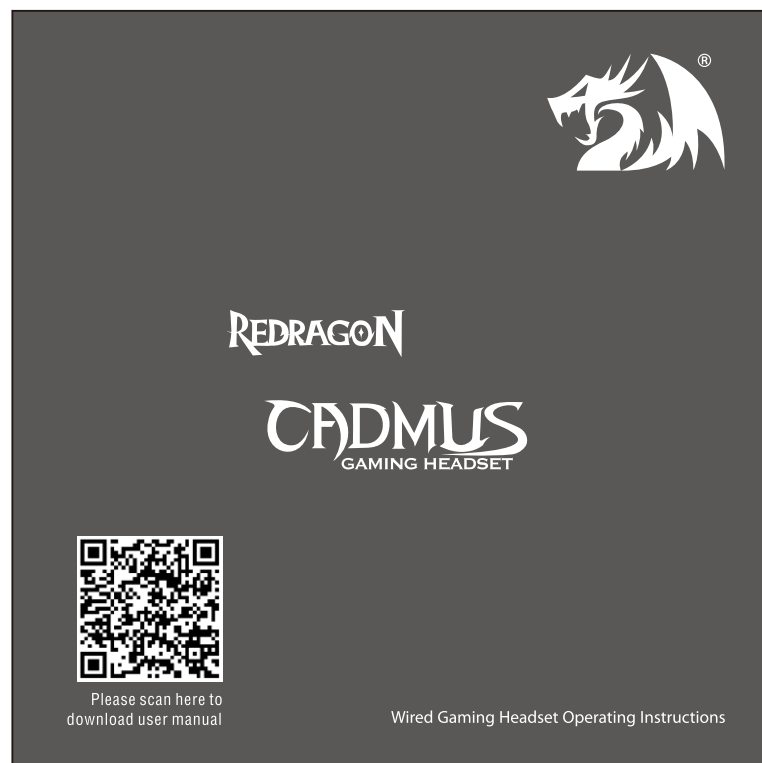 ®
REDRAGON
CADMUS
GAMING HEADSET
Please scan here to
download user manual
Wired Gaming Headset Operating Instructions